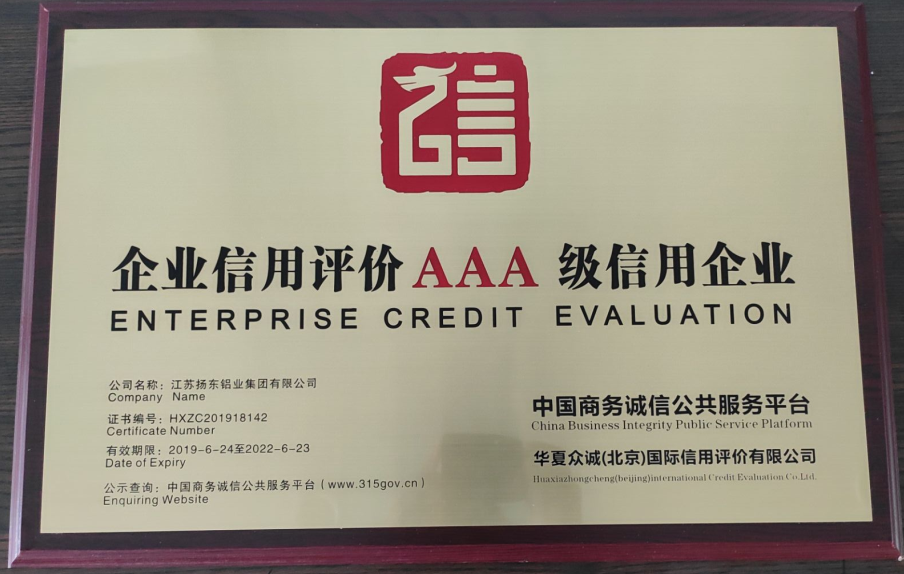 信
企业信用评价AAA 级信用企业
ENTERPRISE CREDIT EVALUATION
公司名称：江苏扬东铝业集团有限公司
Company Name
证书编号：HXZC201918142
Certificate Number
有效期限：2019-6-24至2022-6-23
Date of Expiry
公示查询：中国商务诚信公共服务平台（www.315gov.cn）
Enquiring Website
中国商务诚信公共服务平台
China Business Integrity Public Service Platform
华夏众诚(北京)国际信用评价有限公司
Huaxiazhongcheng(beijing)international Credit Evaluation Co.Ltd.